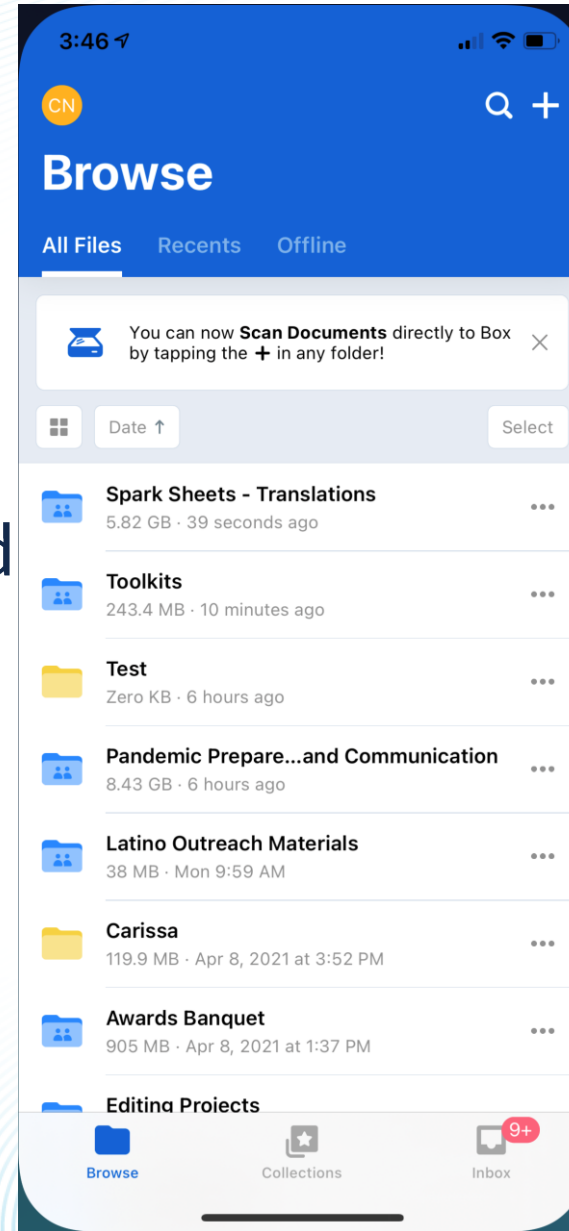 3:46
CN
Browse
All Files Recents Offline
You can now Scan Documents directly to Box
by tapping the + in any folder!
Date ↑ Select
Spark Sheets - Translations
5.82 GB · 39 seconds ago
d
Toolkits
243.4 MB · 10 minutes ago
Test
Zero KB · 6 hours ago
Pandemic Prepare...and Communication
8.43 GB · 6 hours ago
Latino Outreach Materials
38 MB · Mon 9:59 AM
Carissa
119.9 MB · Apr 8, 2021 at 3:52 PM
Awards Banquet
905 MB · Apr 8, 2021 at 1:37 PM
Editing Projects
9+
Browse Collections Inbox